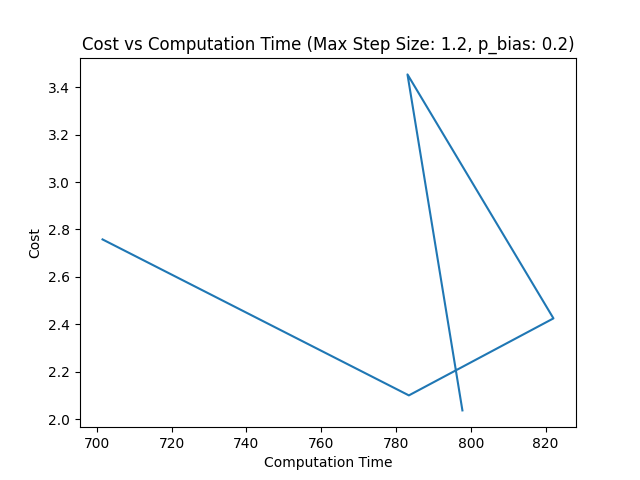 Cost vs Computation Time (Max Step Size: 1.2, p_bias: 0.2)
3.4
3.2
3.0
2.8
2.6
2.4
2.2
2.0
Cost
700 720 740 760 780 800 820
Computation Time